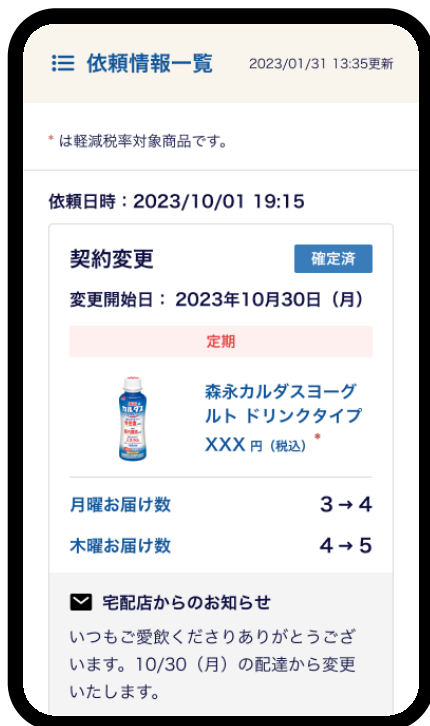 依頼情報一覧 2023/01/31 13:35更新
* は軽減税率対象商品です。
依頼日時：2023/10/01 19:15
契約変更 確定済
変更開始日： 2023年10月30日（月）
定期
カルダス
森永カルダスヨーグ
ルト ドリンクタイプ
XXX 円（税込）*
月曜お届け数 3→4
木曜お届け数 4→5
宅配店からのお知らせ
いつもご愛飲くださりありがとうござ
います。10/30（月）の配達から変更
いたします。